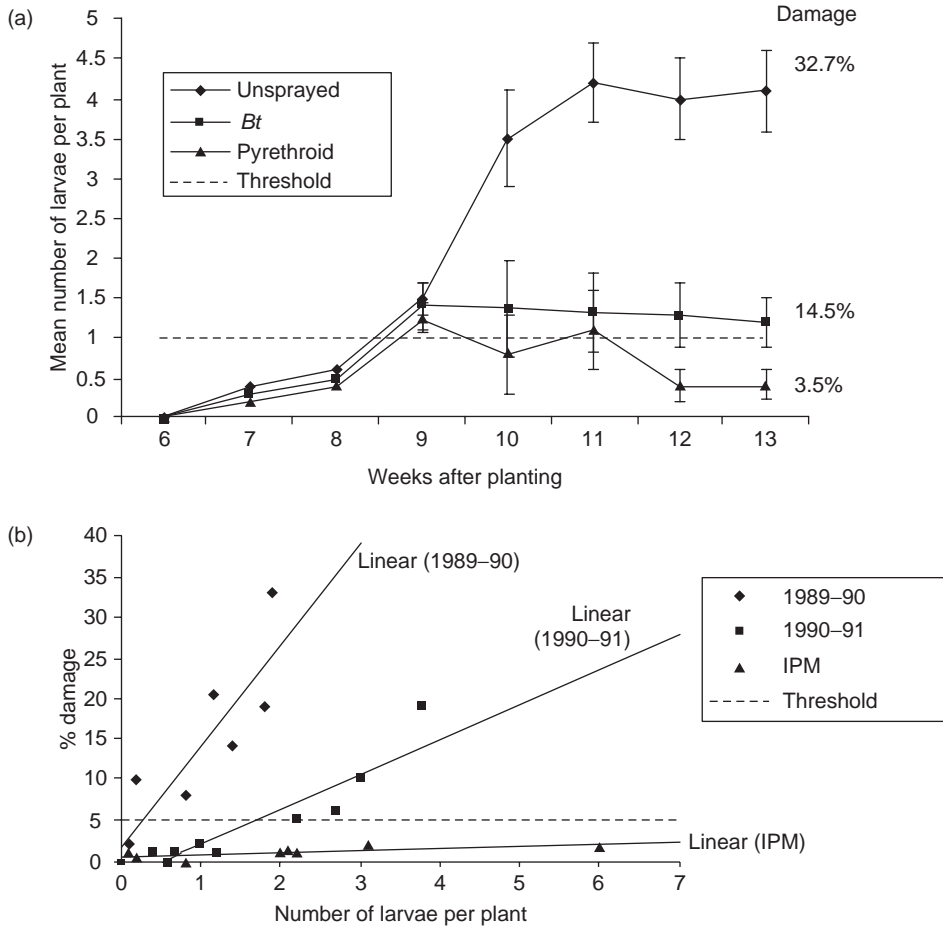 (a)
Damage
5
4.5
4
3.5
3
2.5
2
1.5
1
0.5
0
Mean number of larvae per plant
Unsprayed
Bt
Pyrethroid
Threshold
32.7%
14.5%
3.5%
6 7 8 9 10 11 12 13
Weeks after planting
(b)
40
35
30
25
20
15
10
5
0
% damage
Linear (1989–90)
Linear
(1990–91)
Linear (IPM)
1989–90
1990–91
IPM
Threshold
0 1 2 3 4 5 6 7
Number of larvae per plant